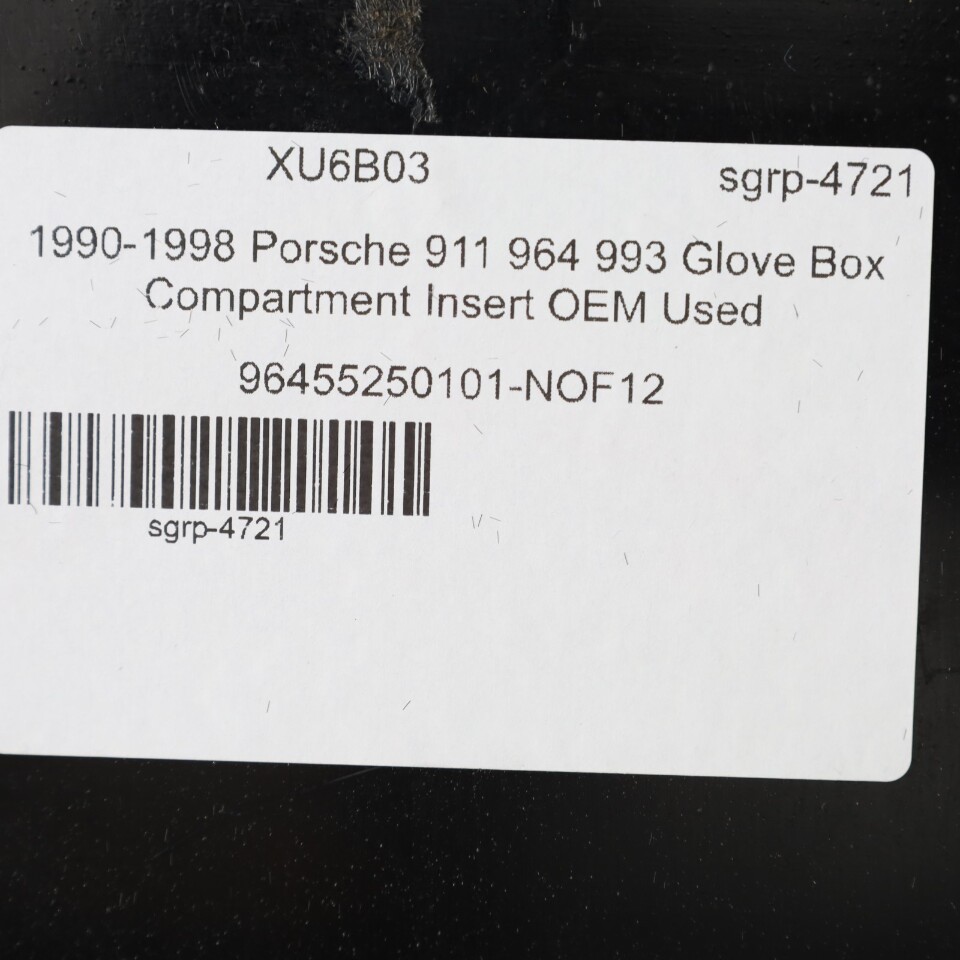 XU6B03 sgrp-4721
1990-1998 Porsche 911 964 993 Glove Box
Compartment Insert OEM Used
96455250101-NOF12
sgrp-4721